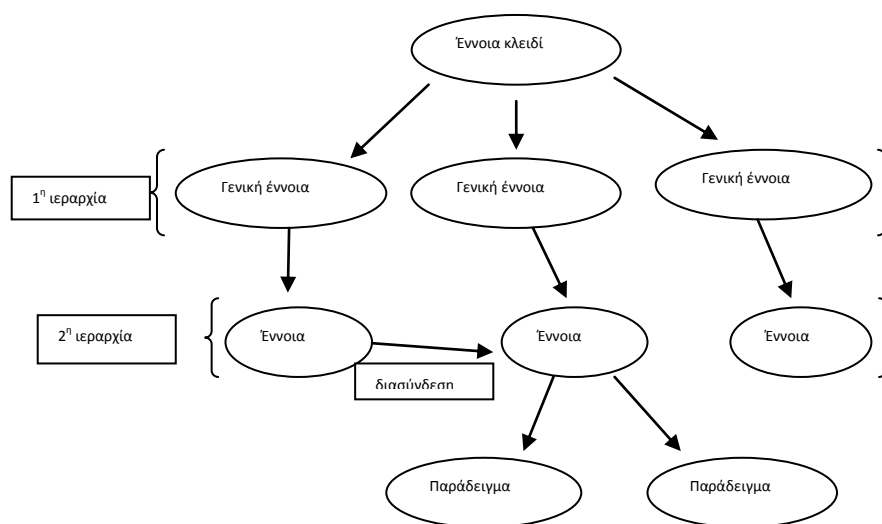 Έννοια κλειδί
Γενική έννοια
Γενική έννοια
Γενική έννοια
1η ιεραρχία
2η ιεραρχία
Έννοια
Έννοια
Έννοια
διασύνδεση
Παράδειγμα
Παράδειγμα